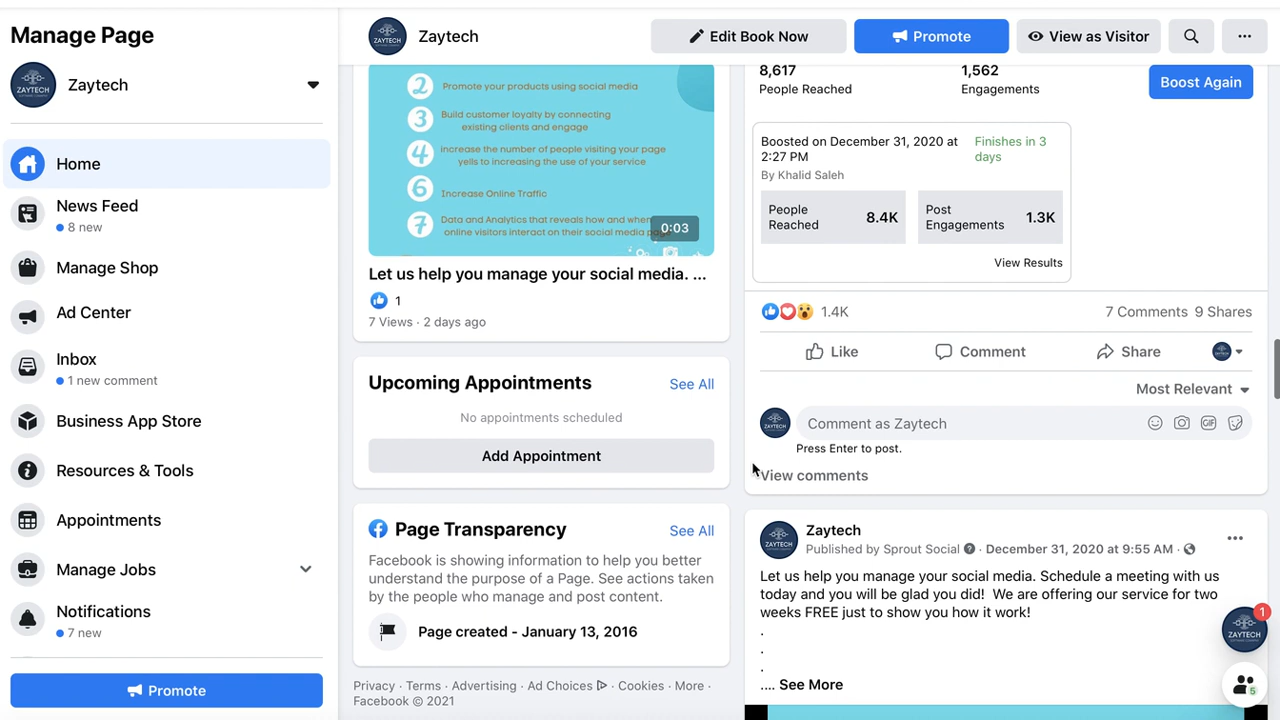 Manage Page
Zaytech
Home
News Feed
8 new
Manage Shop
Ad Center
Inbox
1 new comment
Business App Store
Resources & Tools
Appointments
Manage Jobs
Notifications
7 new
Promote
ZAYTECH
Zaytech
Edit Book Now
Promote
View as Visitor
2 Promote your products using social media
3 Build customer loyalty by connecting
existing clients and engage
4 Increase the number of people visiting your page
yells to increasing the use of your service
6 Increase Online Traffic
7 Data and Analytics that reveals how and when
online visitors interact on their social media
0:03
Let us help you manage your social media. ...
1
7 Views · 2 days ago
Upcoming Appointments
See All
No appointments scheduled
Add Appointment
Page Transparency
See All
Facebook is showing information to help you better
understand the purpose of a Page. See actions taken
by the people who manage and post content.
Page created - January 13, 2016
Privacy · Terms · Advertising · Ad Choices · Cookies · More ·
Facebook © 2021
8,617
People Reached
1,562
Engagements
Boost Again
Boosted on December 31, 2020 at
2:27 PM
Finishes in 3
days
By Khalid Saleh
People
Reached
8.4K
Post
Engagements
1.3K
View Results
1.4K
7 Comments 9 Shares
Like
Comment
Share
Most Relevant
ZAYTECH
Comment as Zaytech
GIF
Press Enter to post.
View comments
ZAYTECH
Zaytech
Published by Sprout Social · December 31, 2020 at 9:55 AM ·
Let us help you manage your social media. Schedule a meeting with us
today and you will be glad you did! We are offering our service for two
weeks FREE just to show you how it work!
.
.
.
.... See More
1
ZAYTECH
5